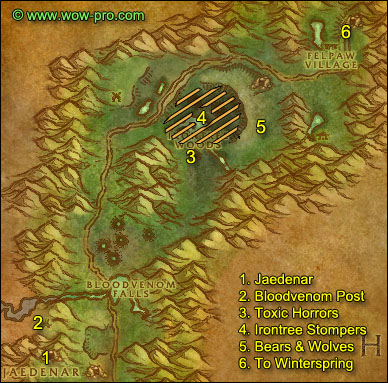 © www.wow-pro.com
6
FELPAW
VILLAGE
4
5
WOODS
3
BLOODVENOM
FALLS
2
1
JAEDENAR
H
1. Jaedenar
2. Bloodvenom Post
3. Toxic Horrors
4. Irontree Stompers
5. Bears & Wolves
6. To Winterspring